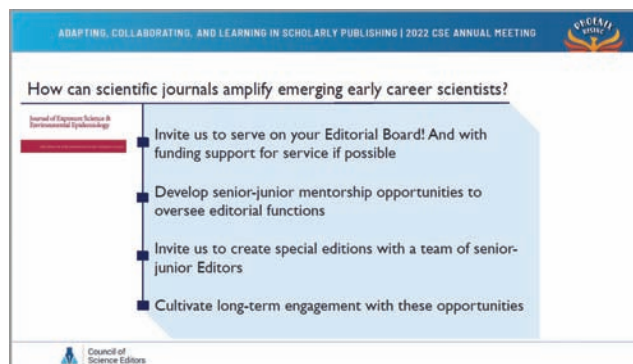 ADAPTING, COLLABORATING, AND LEARNING IN SCHOLARLY PUBLISHING | 2022 CSE ANNUAL MEETING
PHOENIX
RISING
How can scientific journals amplify emerging early career scientists?
Journal of Exposure Science &
Environmental Epidemiology
Invite us to serve on your Editorial Board! And with
funding support for service if possible
Develop senior-junior mentorship opportunities to
oversee editorial functions
Invite us to create special editions with a team of senior-
junior Editors
Cultivate long-term engagement with these opportunities
Council of
Science Editors